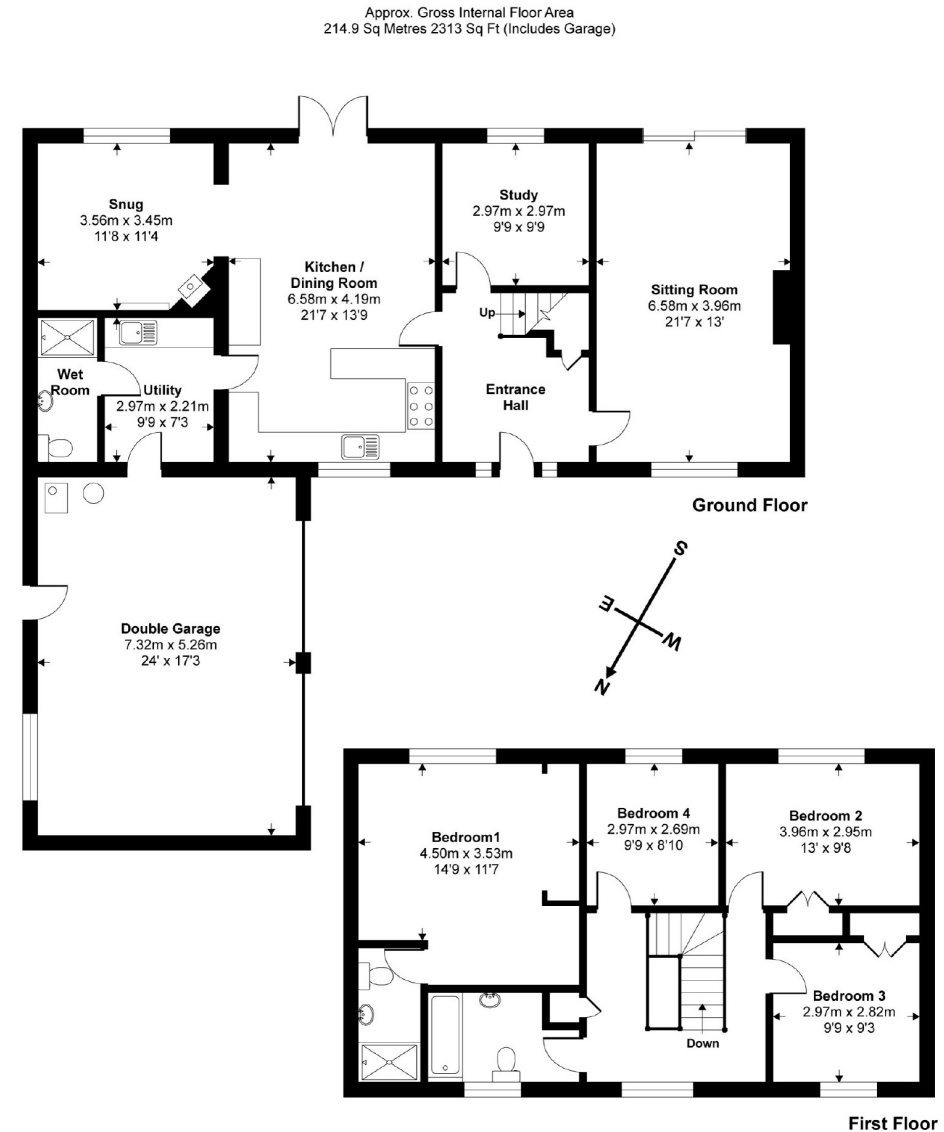 Approx. Gross Internal Floor Area
214.9 Sq Metres 2313 Sq Ft (Includes Garage)
Snug
3.56m x 3.45m
11'8 x 11'4
Kitchen /
Dining Room
6.58m x 4.19m
21'7 x 13'9
Study
2.97m x 2.97m
9'9 x 9'9
Sitting Room
6.58m x 3.96m
21'7 x 13'
Up
Wet
Room
Utility
2.97m x 2.21m
9'9 x 7'3
Entrance
Hall
Ground Floor
Double Garage
7.32m x 5.26m
24' x 17'3
S
E
W
N
Bedroom1
4.50m x 3.53m
14'9 x 11'7
Bedroom 4
2.97m x 2.69m
9'9 x 8'10
Bedroom 2
3.96m x 2.95m
13' x 9'8
Bedroom 3
2.97m x 2.82m
9'9 x 9'3
Down
First Floor